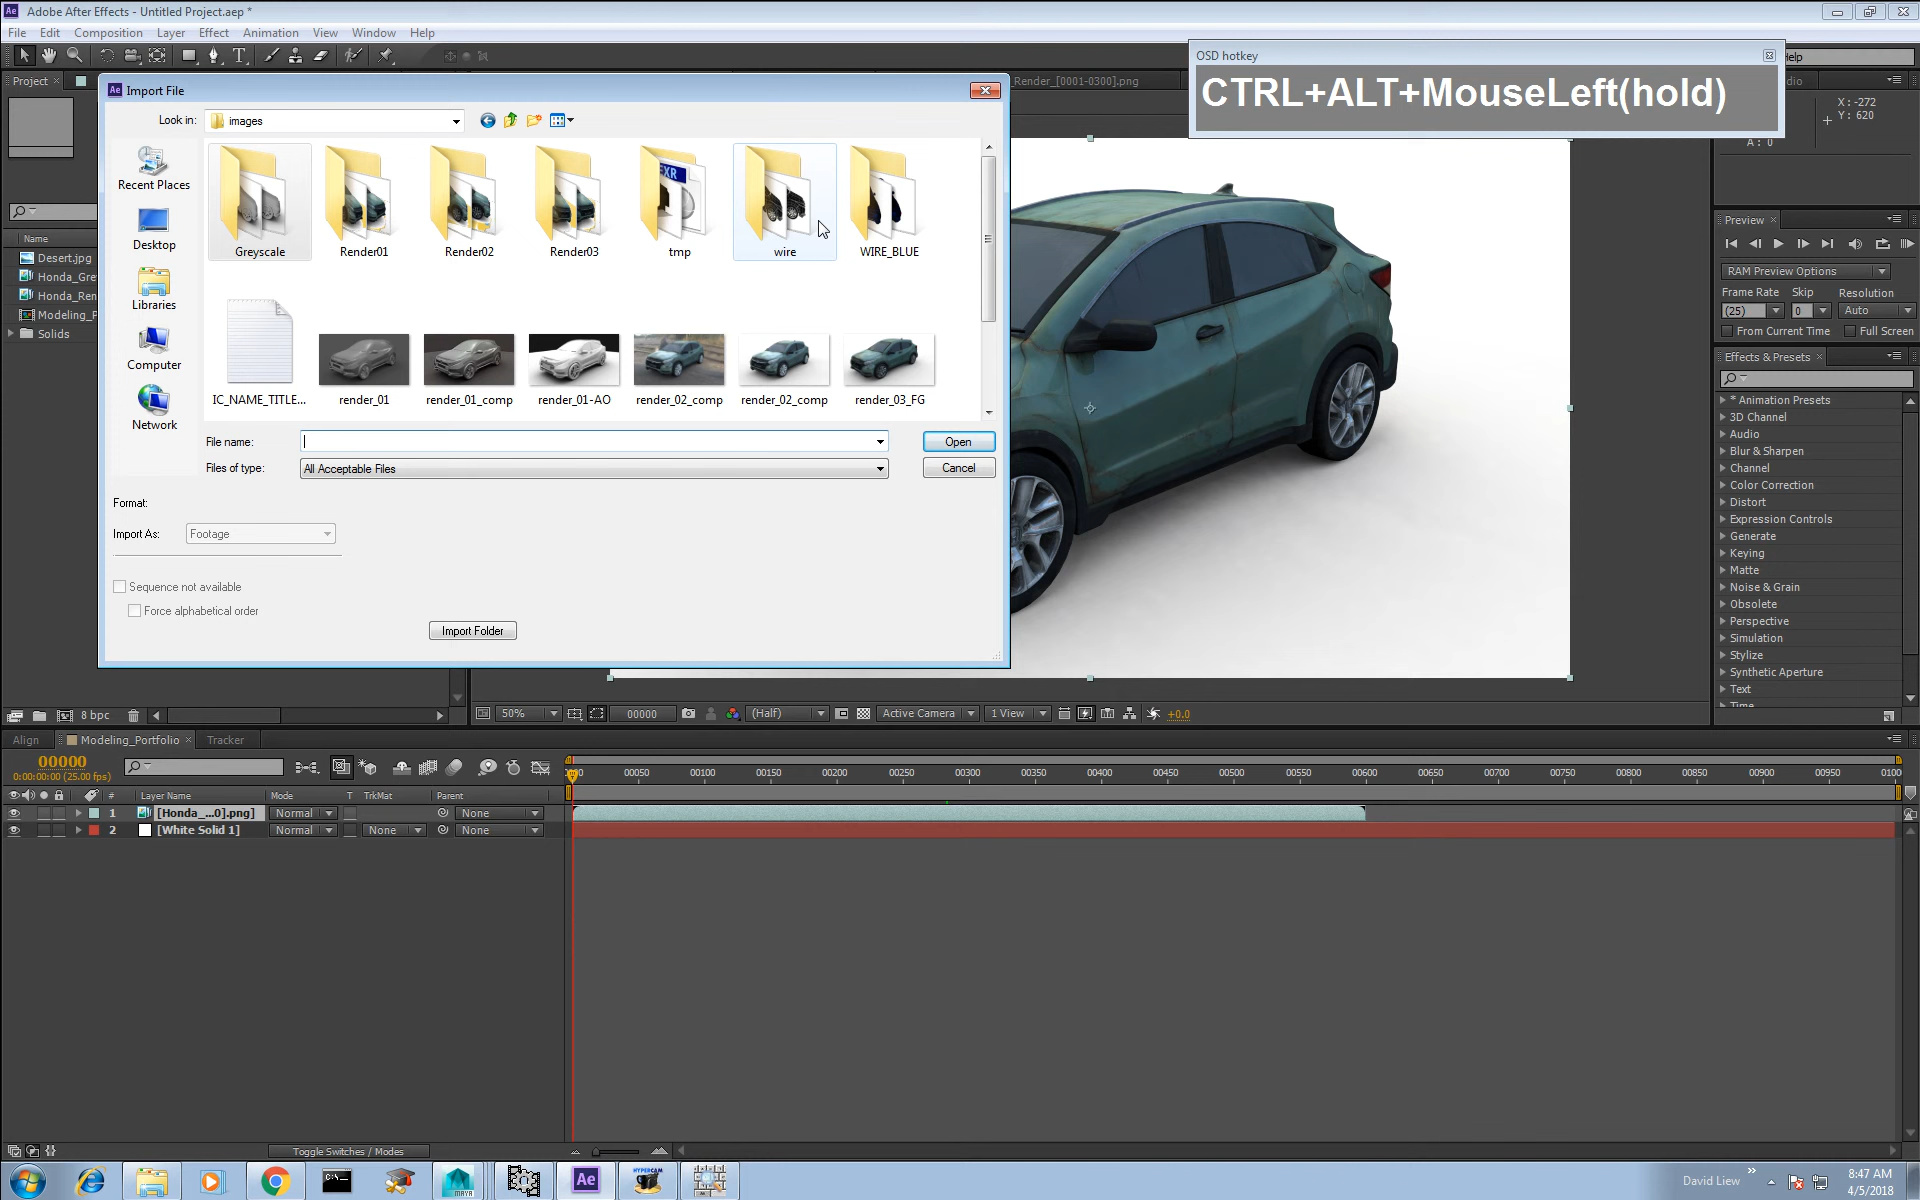 Adobe After Effects - Untitled Project.aep *
File Edit Composition Layer Effect Animation View Window Help
OSD hotkey
CTRL+ALT+MouseLeft(hold)
Help
Project
_Render_[0001-0300].png
X : -272
Y : 620
A : 0
Import File
Look in: images
Recent Places
Desktop
Libraries
Computer
Network
Greyscale Render01 Render02 Render03 tmp wire WIRE_BLUE
EXR
IC_NAME_TITLE... render_01 render_01_comp render_01-AO render_02_comp render_02_comp render_03_FG
File name: Open
Files of type: All Acceptable Files Cancel
Format:
Import As: Footage
Sequence not available
Force alphabetical order
Import Folder
Name
Desert.jpg
Honda_Gre
Honda_Ren
Modeling_P
Solids
8 bpc
Preview
RAM Preview Options
Frame Rate Skip Resolution
(25) 0 Auto
From Current Time Full Screen
Effects & Presets
* Animation Presets
3D Channel
Audio
Blur & Sharpen
Channel
Color Correction
Distort
Expression Controls
Generate
Keying
Matte
Noise & Grain
Obsolete
Perspective
Simulation
Stylize
Synthetic Aperture
Text
Time
50% 00000 (Half) Active Camera 1 View +0.0
Align Modeling_Portfolio Tracker
00000
0:00:00:00 (25.00 fps)
00050 00100 00150 00200 00250 00300 00350 00400 00450 00500 00550 00600 00650 00700 00750 00800 00850 00900 00950 0100
# Layer Name Mode T TrkMat Parent
1 [Honda_...0].png] Normal None
2 [White Solid 1] Normal None None
Toggle Switches / Modes
MAYA
Ae
HYPERCAM
David Liew
8:47 AM
4/5/2018